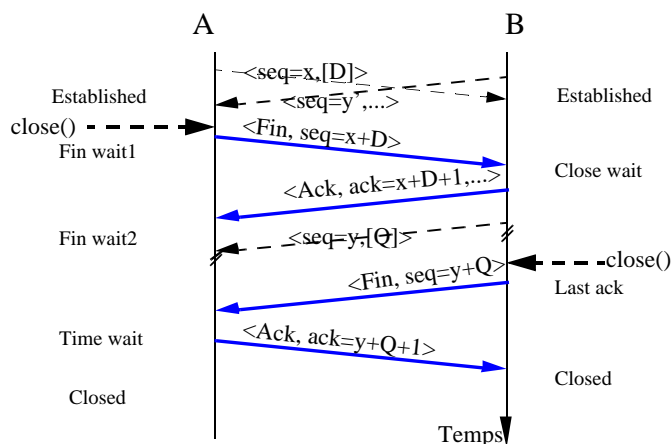 A B
<seq=x,[D]>
<seq=y',...>
Established Established
close()
<Fin, seq=x+D>
Fin wait1
Close wait
<Ack, ack=x+D+1,...>
Fin wait2
<seq=y,[Q]>
close()
<Fin, seq=y+Q>
Last ack
Time wait
<Ack, ack=y+Q+1>
Closed
Closed
Temps